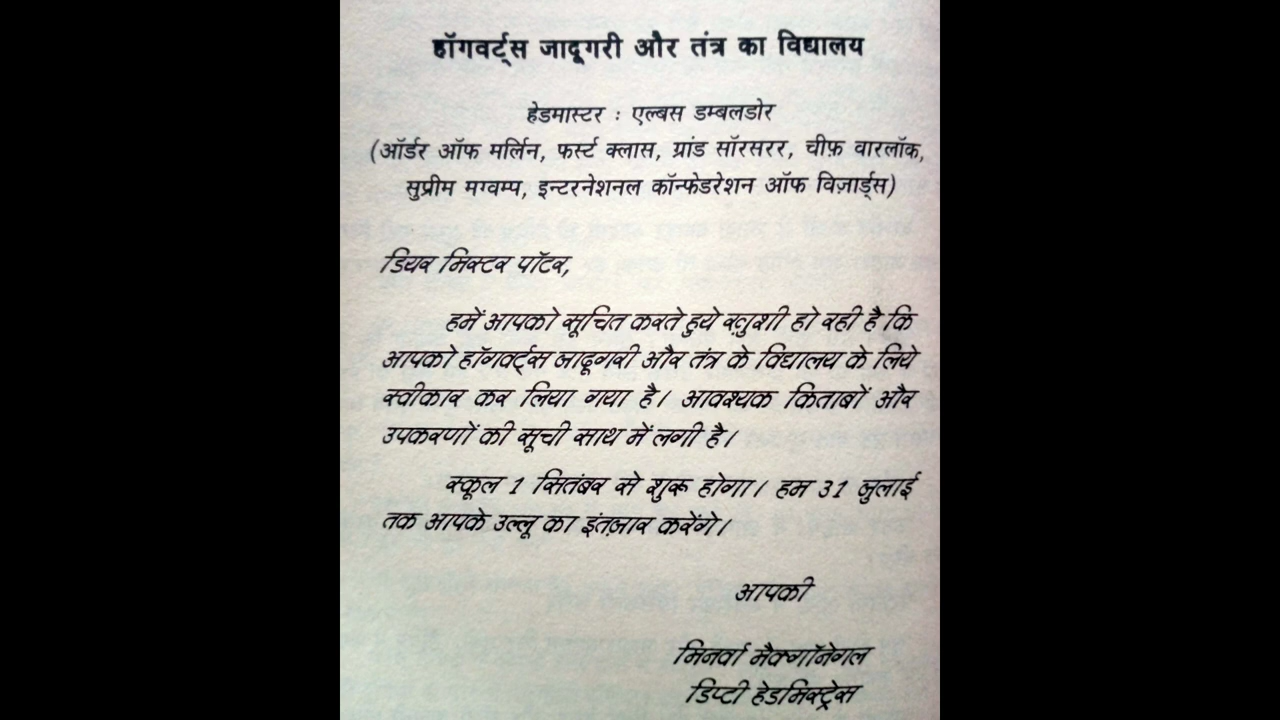 हॉगवर्ट्स जादूगरी और तंत्र का विद्यालय
हेडमास्टर : एल्बस डम्बलडोर
(ऑर्डर ऑफ मर्लिन, फर्स्ट क्लास, ग्रांड सॉरसरर, चीफ़ वारलॉक,
सुप्रीम मग्वम्प, इन्टरनेशनल कॉन्फेडरेशन ऑफ विज़ार्ड्स)
डियर मिस्टर पॉटर,
हमें आपको सूचित करते हुये ख़ुशी हो रही है कि
आपको हॉगवर्ट्स जादूगरी और तंत्र के विद्यालय के लिये
स्वीकार कर लिया गया है। आवश्यक किताबों और
उपकरणों की सूची साथ में लगी है।
स्कूल 1 सितंबर से शुरू होगा। हम 31 जुलाई
तक आपके उल्लू का इंतज़ार करेंगे।
आपकी
मिनर्वा मैक्गॉनेगल
डिप्टी हेडमिस्ट्रेस